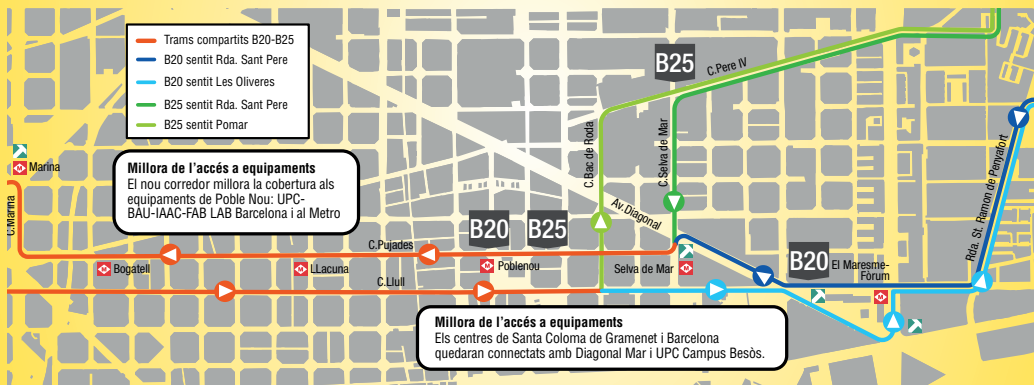 Trams compartits B20-B25
B20 sentit Rda. Sant Pere
B20 sentit Les Oliveres
B25 sentit Rda. Sant Pere
B25 sentit Pomar
B25
C.Pere IV
C.Bac de Roda
C.Selva de Mar
Rda. St. Ramon de Penyafort
M Marina
C.Marina
Millora de l'accés a equipaments
El nou corredor millora la cobertura als
equipaments de Poble Nou: UPC-
BAU-IAAC-FAB LAB Barcelona i al Metro
Av.Diagonal
B20
B25
C.Pujades
B20
El Maresme-
Fòrum
M
M Bogatell
M LLacuna
M Poblenou
Selva de Mar M
C.Llull
Millora de l'accés a equipaments
Els centres de Santa Coloma de Gramenet i Barcelona
quedaran connectats amb Diagonal Mar i UPC Campus Besòs.